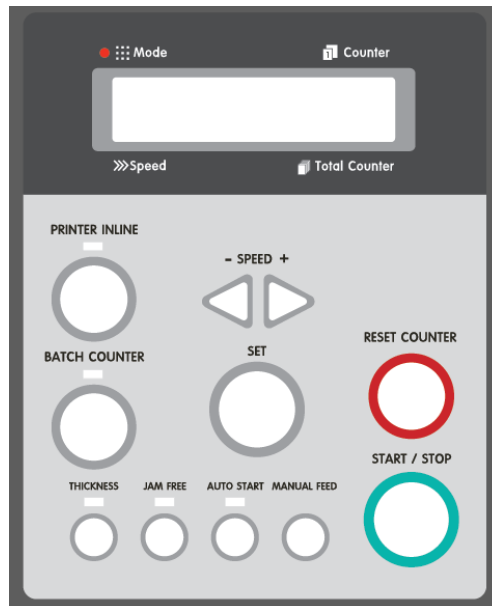 Mode
1 Counter
Speed
Total Counter
PRINTER INLINE
- SPEED +
RESET COUNTER
BATCH COUNTER
SET
START / STOP
THICKNESS
JAM FREE
AUTO START
MANUAL FEED